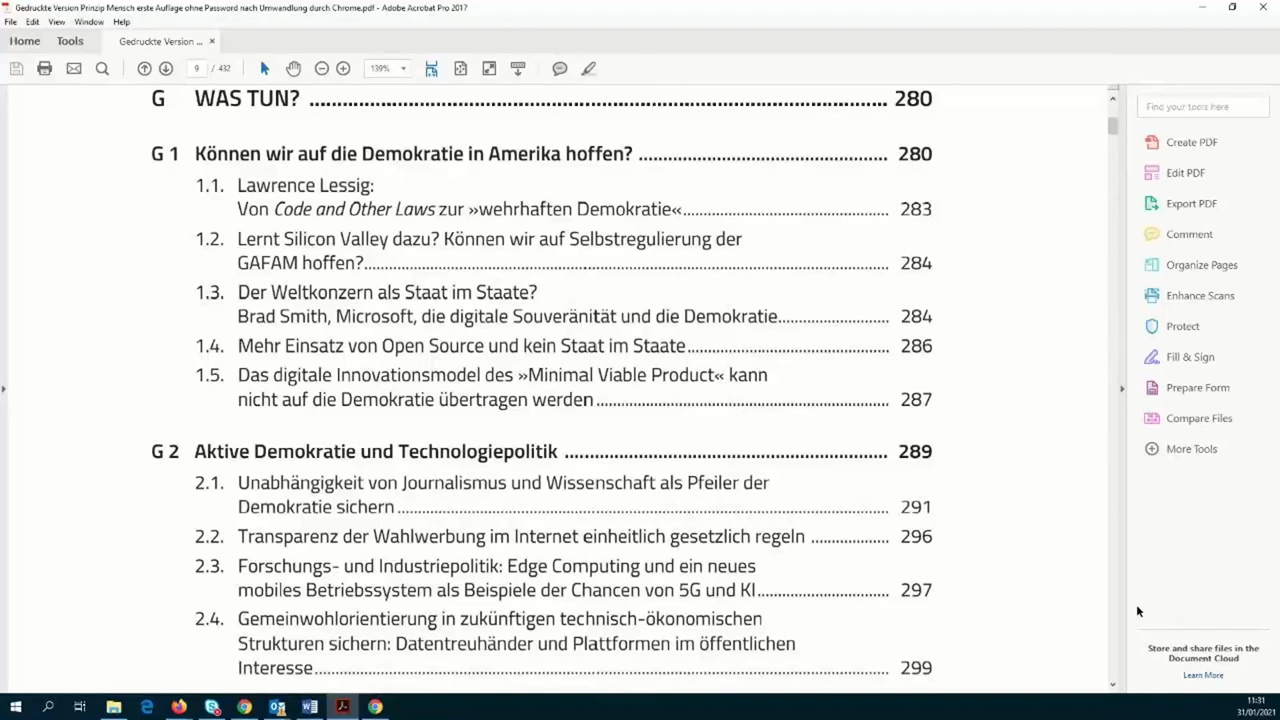 Gedruckte Version Prinzip Mensch erste Auflage ohne Password nach Umwandlung durch Chrome.pdf - Adobe Acrobat Pro 2017
File Edit View Window Help
Home Tools Gedruckte Version ... ×
9 / 432 139%
G WAS TUN? 280
G 1 Können wir auf die Demokratie in Amerika hoffen? 280
1.1. Lawrence Lessig:
Von Code and Other Laws zur »wehrhaften Demokratie« 283
1.2. Lernt Silicon Valley dazu? Können wir auf Selbstregulierung der
GAFAM hoffen? 284
1.3. Der Weltkonzern als Staat im Staate?
Brad Smith, Microsoft, die digitale Souveränität und die Demokratie 284
1.4. Mehr Einsatz von Open Source und kein Staat im Staate 286
1.5. Das digitale Innovationsmodel des »Minimal Viable Product« kann
nicht auf die Demokratie übertragen werden 287
G 2 Aktive Demokratie und Technologiepolitik 289
2.1. Unabhängigkeit von Journalismus und Wissenschaft als Pfeiler der
Demokratie sichern 291
2.2. Transparenz der Wahlwerbung im Internet einheitlich gesetzlich regeln 296
2.3. Forschungs- und Industriepolitik: Edge Computing und ein neues
mobiles Betriebssystem als Beispiele der Chancen von 5G und KI 297
2.4. Gemeinwohlorientierung in zukünftigen technisch-ökonomischen
Strukturen sichern: Datentreuhänder und Plattformen im öffentlichen
Interesse 299
Find your tools here
Create PDF
Edit PDF
Export PDF
Comment
Organize Pages
Enhance Scans
Protect
Fill & Sign
Prepare Form
Compare Files
More Tools
Store and share files in the
Document Cloud
Learn More
11:31
31/01/2021